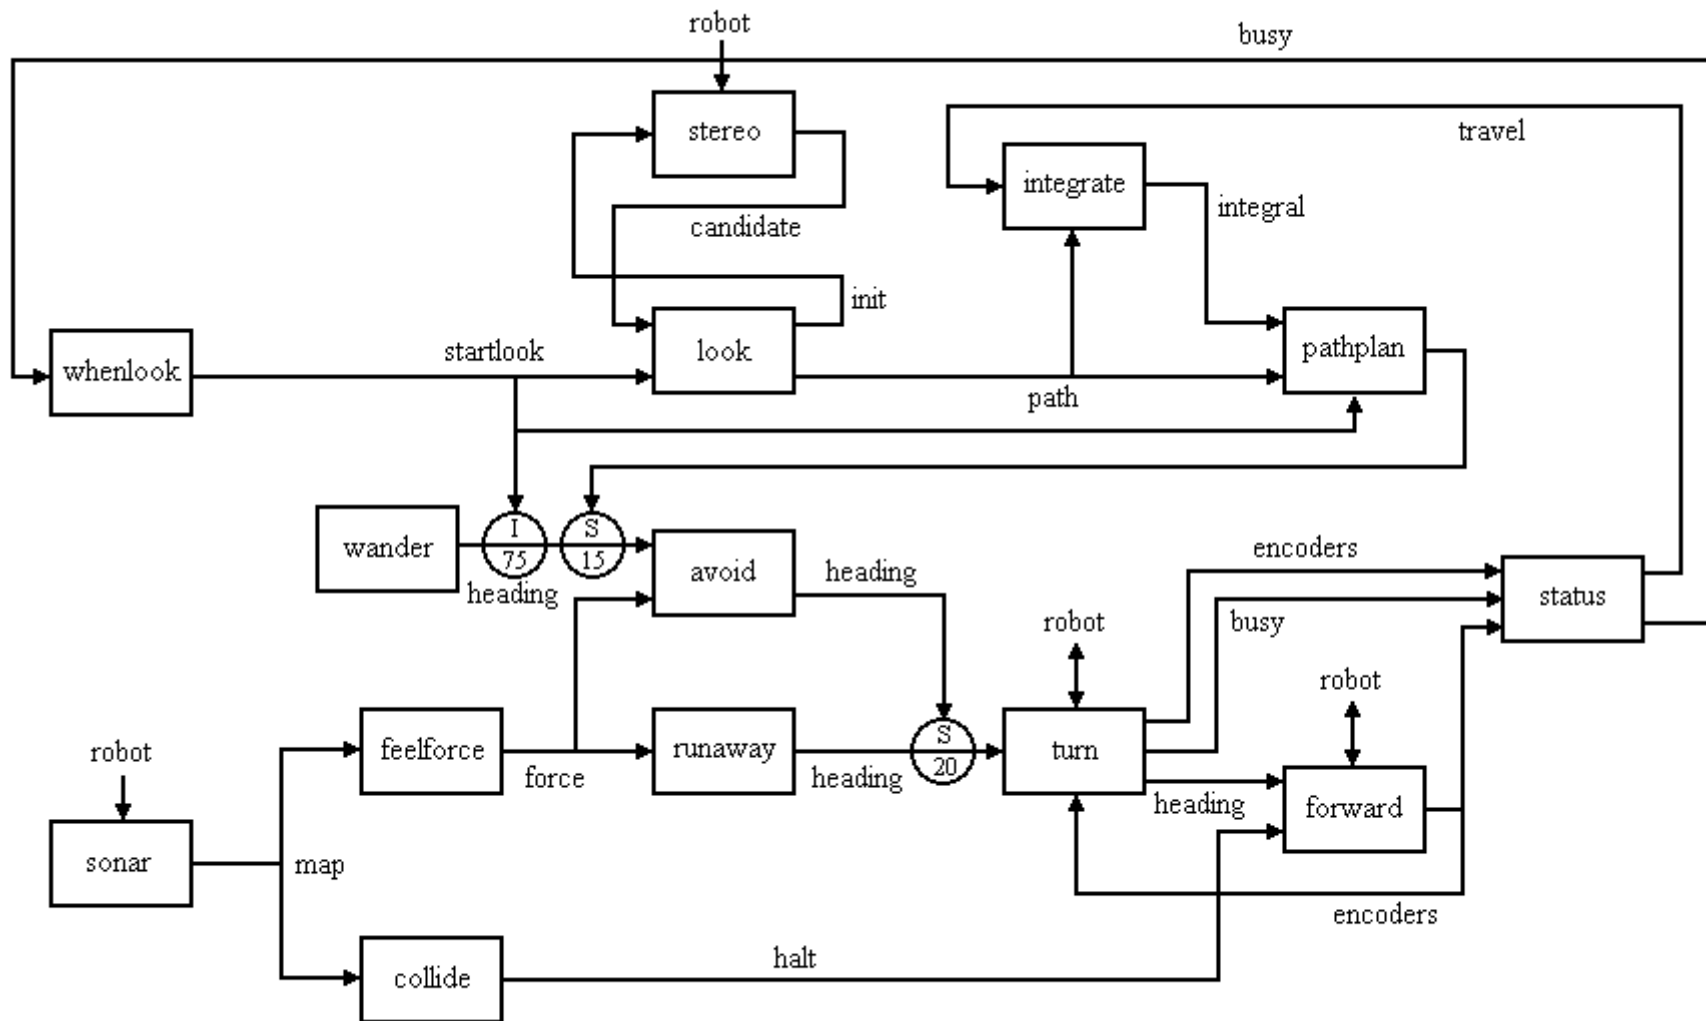 robot
busy
stereo
travel
integrate
integral
candidate
init
startlook
look
pathplan
whenlook
path
I
75
S
15
wander
heading
avoid
heading
encoders
status
busy
robot
robot
feelforce
force
runaway
heading
S
20
turn
heading
forward
robot
sonar
map
encoders
collide
halt